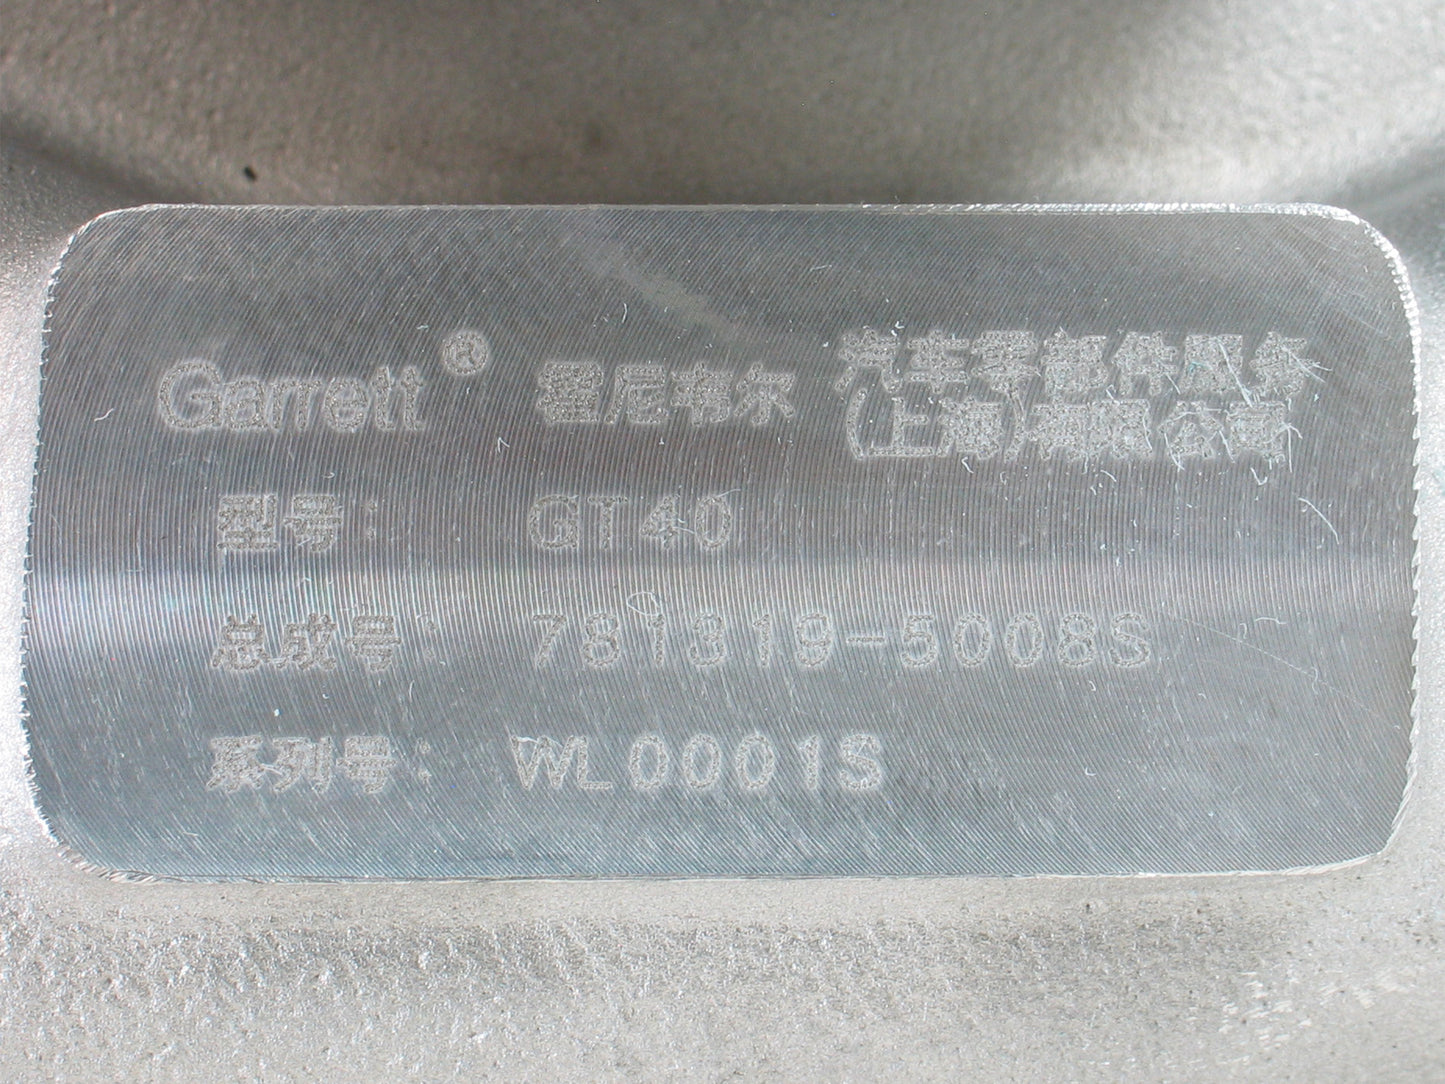 Garrett® 霍尼韦尔 汽车零部件服务
(上海)有限公司
型号： GT40
总成号： 781319-5008S
系列号： WL0001S